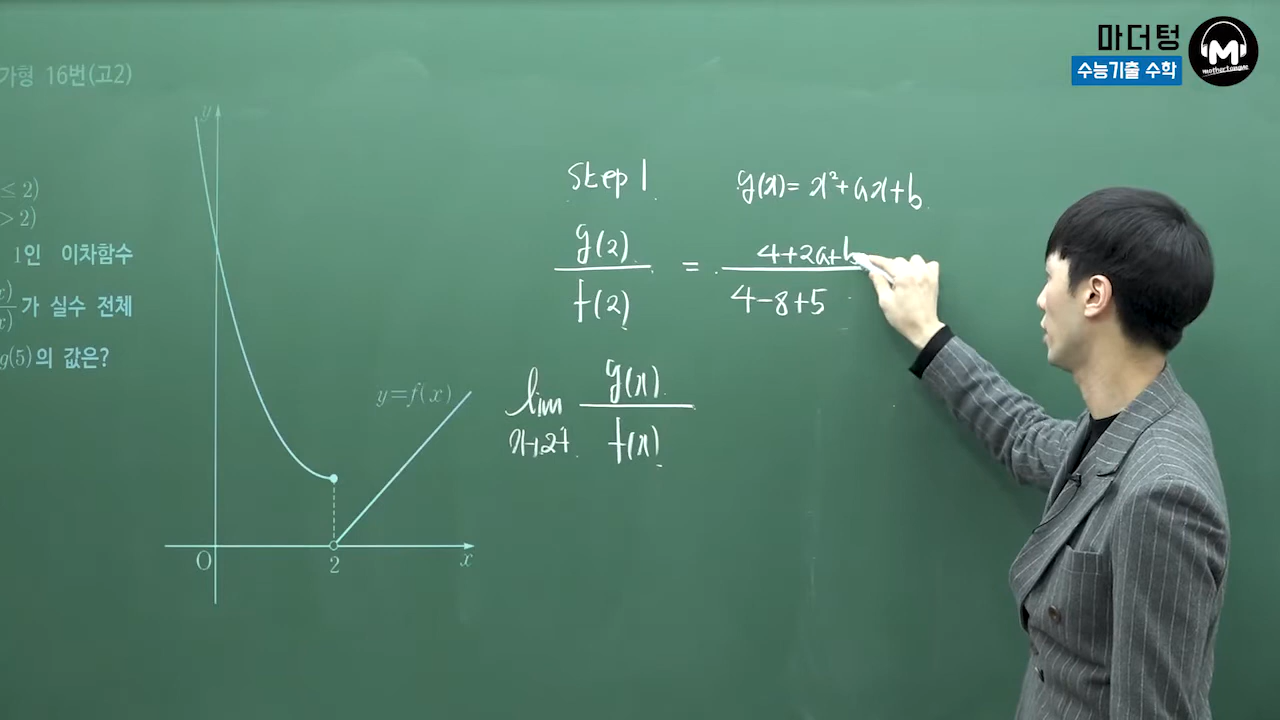 마더텅
수능기출 수학
M
mothertongue
가형 16번(고2)
≤ 2)
> 2)
1인 이차함수
x)
x) 가 실수 전체
g(5)의 값은?
y
y=f(x)
O
2
x
Step 1
g(x)= x²+ax+b
g(2)
f(2)
=
4+2a+b
4-8+5
lim
x→2+
g(x)
f(x)